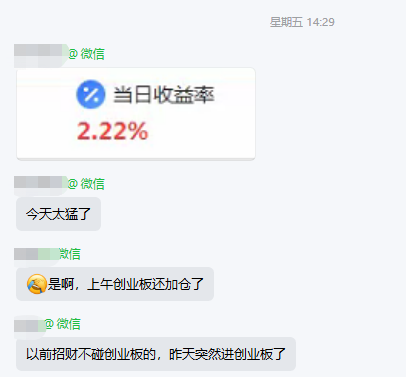 星期五 14:29
@ 微信
当日收益率
2.22%
@ 微信
今天太猛了
微信
是啊，上午创业板还加仓了
@ 微信
以前招财不碰创业板的，昨天突然进创业板了